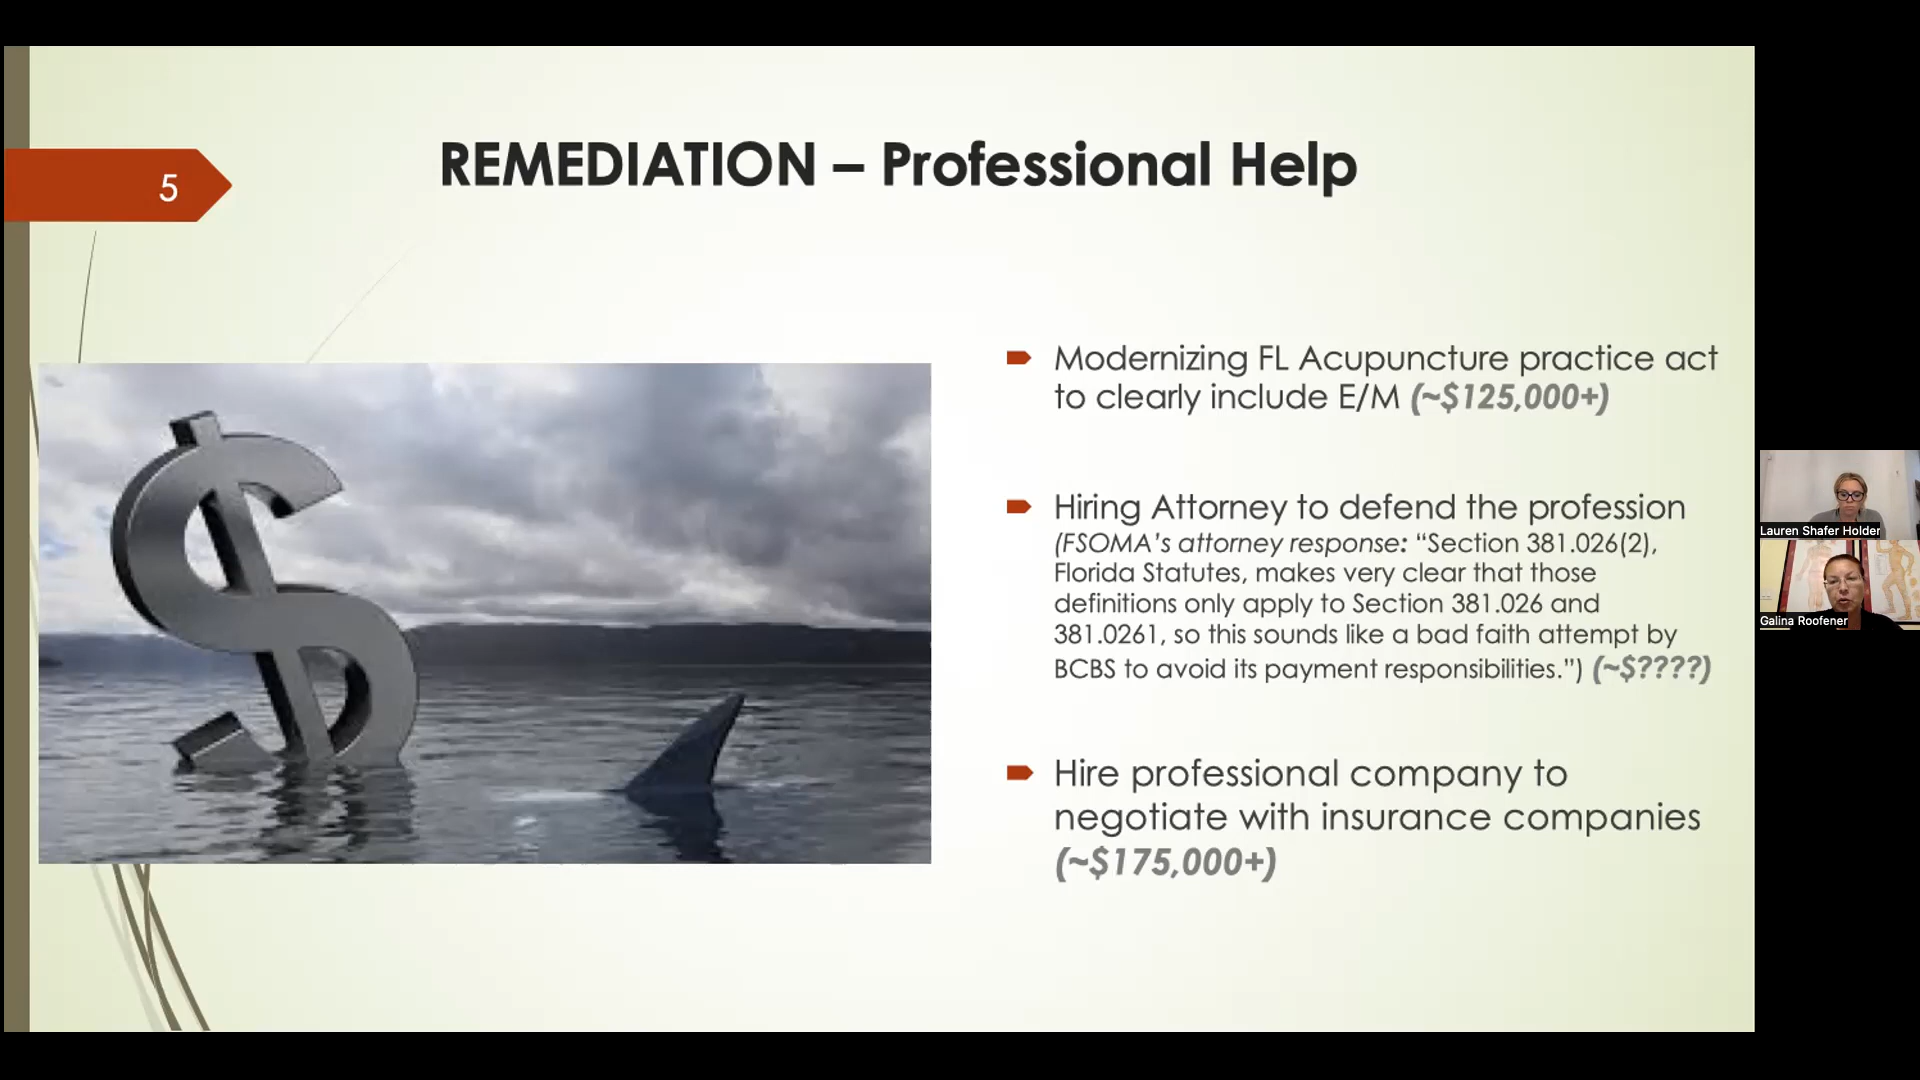 5
REMEDIATION – Professional Help
Modernizing FL Acupuncture practice act
to clearly include E/M (~$125,000+)
Hiring Attorney to defend the profession
(FSOMA's attorney response: “Section 381.026(2),
Florida Statutes, makes very clear that those
definitions only apply to Section 381.026 and
381.0261, so this sounds like a bad faith attempt by
BCBS to avoid its payment responsibilities.”) (~$????)
Hire professional company to
negotiate with insurance companies
(~$175,000+)
Lauren Shafer Holder
Galina Roofener